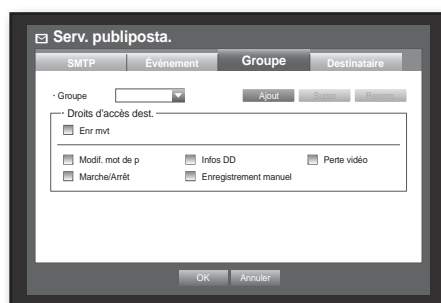 Serv. publiposta.
SMTP Événement Groupe Destinataire
· Groupe Ajout Suppr. Renom.
· Droits d'accès dest.
Enr mvt
Modif. mot de p Infos DD Perte vidéo
Marche/Arrêt Enregistrement manuel
OK Annuler